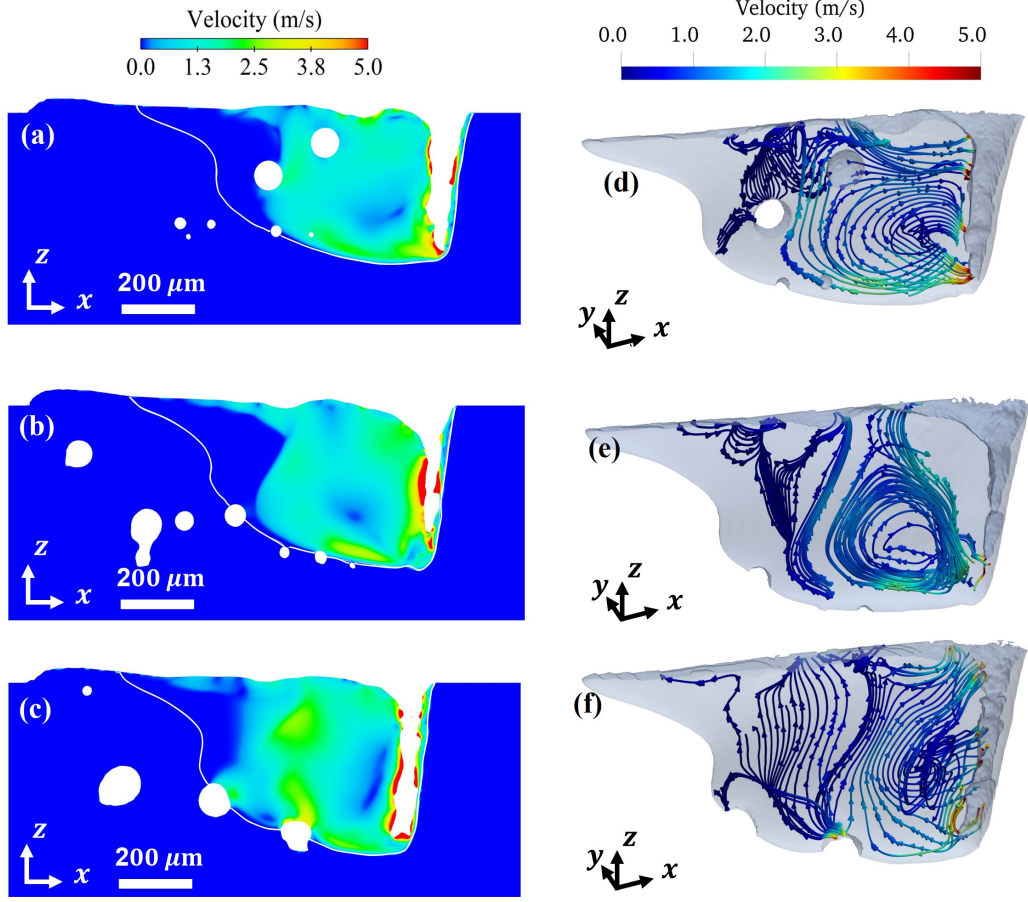 Velocity (m/s)
0.0 1.3 2.5 3.8 5.0
Velocity (m/s)
0.0 1.0 2.0 3.0 4.0 5.0
(a)
z
x
200 μm
(d)
y z x
(b)
z
x
200 μm
(e)
y z x
(c)
z
x
200 μm
(f)
y z x